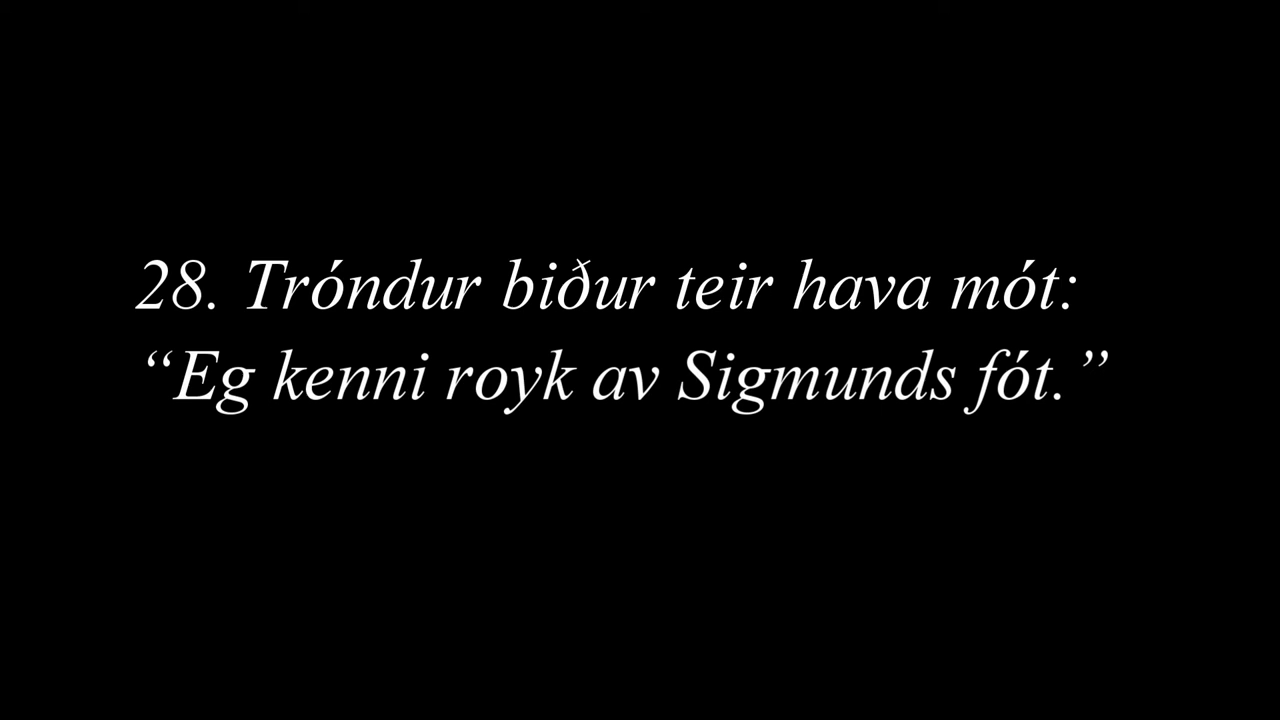 28. Tróndur biður teir hava mót:
“Eg kenni royk av Sigmunds fót.”